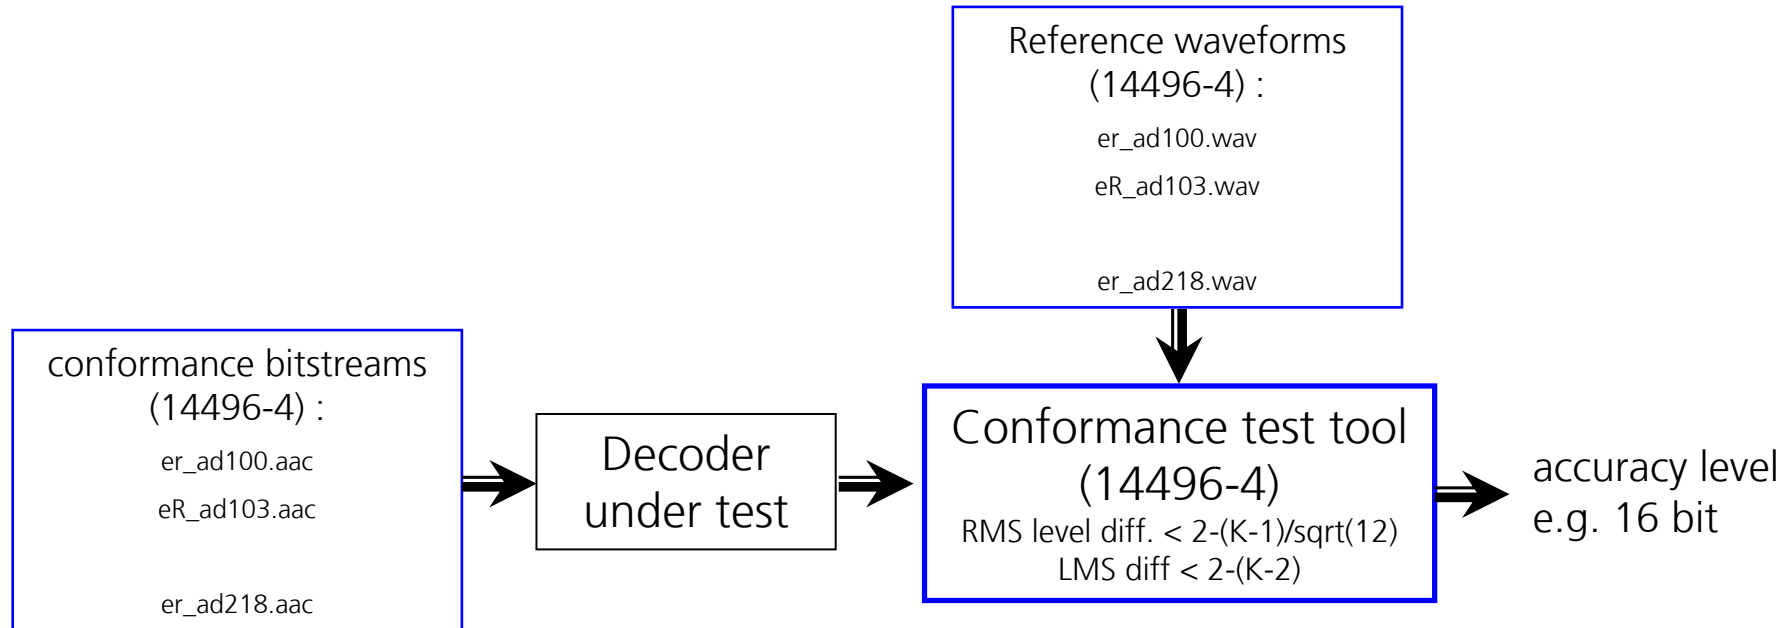 Reference waveforms
(14496-4) :
er_ad100.wav
eR_ad103.wav
er_ad218.wav
conformance bitstreams
(14496-4) :
er_ad100.aac
eR_ad103.aac
er_ad218.aac
Decoder
under test
Conformance test tool
(14496-4)
RMS level diff. < 2-(K-1)/sqrt(12)
LMS diff < 2-(K-2)
accuracy level
e.g. 16 bit